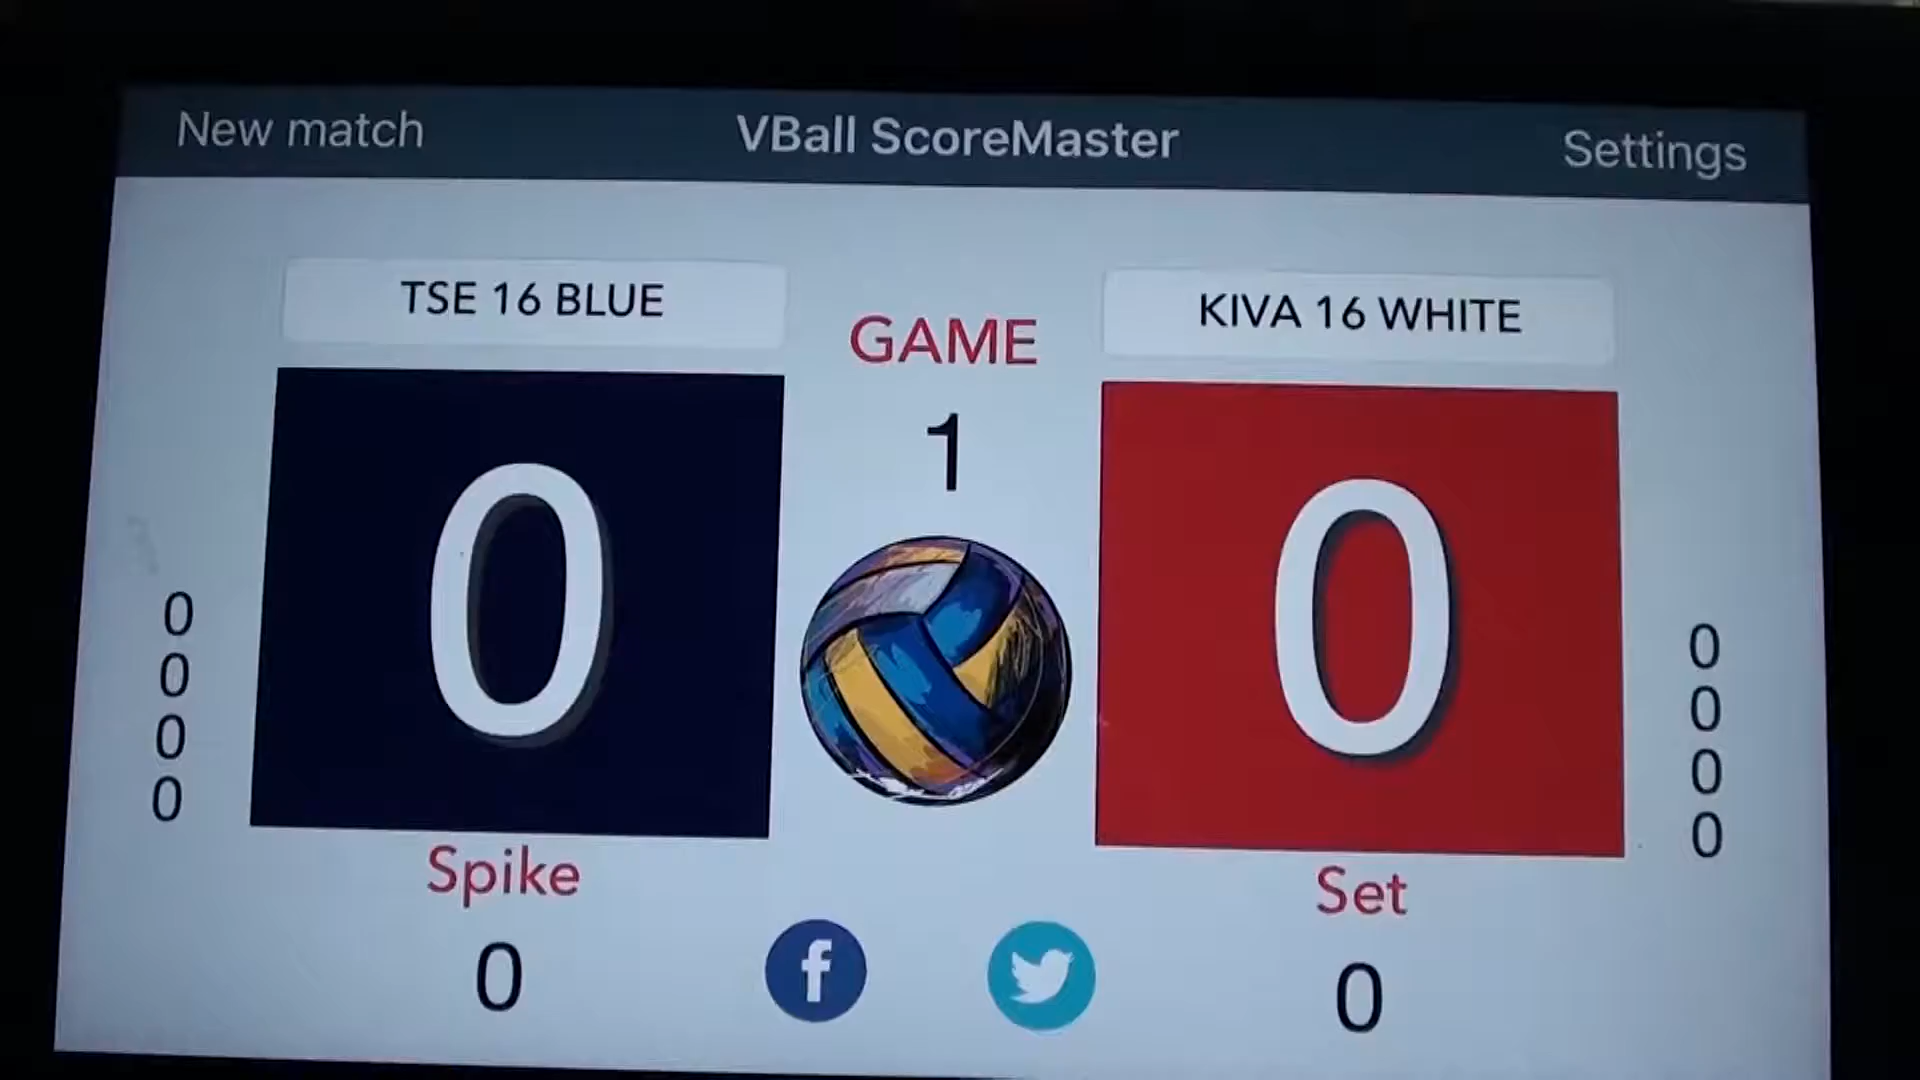 New match
VBall ScoreMaster
Settings
TSE 16 BLUE
GAME
KIVA 16 WHITE
1
0
0
0
0
0
0
0
0
0
0
Spike
Set
0
f
0